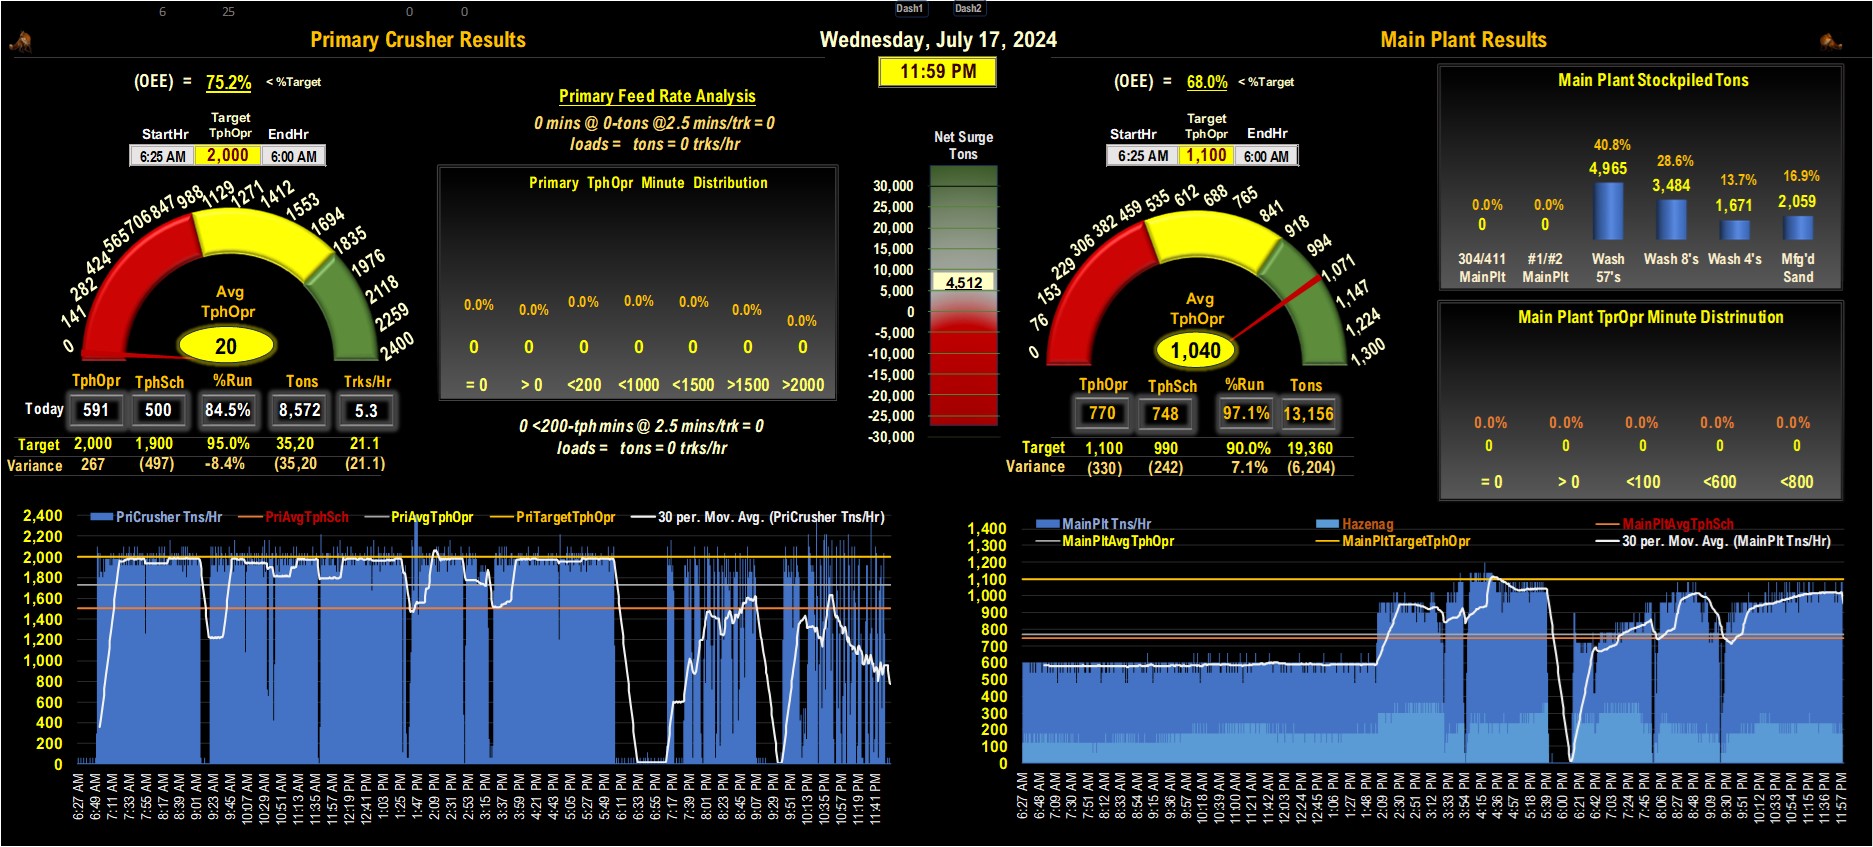 6 25 0 0 Dash1 Dash2
Primary Crusher Results
Wednesday, July 17, 2024
Main Plant Results
11:59 PM
(OEE) = 75.2% < %Target
Target
StartHr TphOpr EndHr
6:25 AM 2,000 6:00 AM
0 141 282 424 565 706 847 988 1129 1271 1412 1553 1694 1835 1976 2118 2259 2400
Avg
TphOpr
20
TphOpr TphSch %Run Tons Trks/Hr
Today 591 500 84.5% 8,572 5.3
Target 2,000 1,900 95.0% 35,20 21.1
Variance 267 (497) -8.4% (35,20 (21.1)
Primary Feed Rate Analysis
0 mins @ 0-tons @2.5 mins/trk = 0
loads = tons = 0 trks/hr
Primary TphOpr Minute Distribution
0.0% 0.0% 0.0% 0.0% 0.0% 0.0% 0.0%
0 0 0 0 0 0 0
= 0 > 0 <200 <1000 <1500 >1500 >2000
0 <200-tph mins @ 2.5 mins/trk = 0
loads = tons = 0 trks/hr
Net Surge
Tons
30,000
25,000
20,000
15,000
10,000
5,000
0
-5,000
-10,000
-15,000
-20,000
-25,000
-30,000
4,512
(OEE) = 68.0% < %Target
Target
StartHr TphOpr EndHr
6:25 AM 1,100 6:00 AM
0 76 153 229 306 382 459 535 612 688 765 841 918 994 1,071 1,147 1,224 1,300
Avg
TphOpr
1,040
TphOpr TphSch %Run Tons
770 748 97.1% 13,156
Target 1,100 990 90.0% 19,360
Variance (330) (242) 7.1% (6,204)
Main Plant Stockpiled Tons
0.0% 0.0% 40.8% 28.6% 13.7% 16.9%
0 0 4,965 3,484 1,671 2,059
304/411 #1/#2 Wash Wash 8's Wash 4's Mfg'd
MainPlt MainPlt 57's Sand
Main Plant TprOpr Minute Distrinution
0.0% 0.0% 0.0% 0.0% 0.0%
0 0 0 0 0
= 0 > 0 <100 <600 <800
PriCrusher Tns/Hr PriAvgTphSch PriAvgTphOpr PriTargetTphOpr 30 per. Mov. Avg. (PriCrusher Tns/Hr)
2,400
2,200
2,000
1,800
1,600
1,400
1,200
1,000
800
600
400
200
0
6:27 AM 6:49 AM 7:11 AM 7:33 AM 7:55 AM 8:17 AM 8:39 AM 9:01 AM 9:23 AM 9:45 AM 10:07 AM 10:29 AM 10:51 AM 11:13 AM 11:35 AM 11:57 AM 12:19 PM 12:41 PM 1:03 PM 1:25 PM 1:47 PM 2:09 PM 2:31 PM 2:53 PM 3:15 PM 3:37 PM 3:59 PM 4:21 PM 4:43 PM 5:05 PM 5:27 PM 5:49 PM 6:11 PM 6:33 PM 6:55 PM 7:17 PM 7:39 PM 8:01 PM 8:23 PM 8:45 PM 9:07 PM 9:29 PM 9:51 PM 10:13 PM 10:35 PM 10:57 PM 11:19 PM 11:41 PM
MainPlt Tns/Hr Hazenag MainPltAvgTphSch
MainPltAvgTphOpr MainPltTargetTphOpr 30 per. Mov. Avg. (MainPlt Tns/Hr)
1,400
1,300
1,200
1,100
1,000
900
800
700
600
500
400
300
200
100
0
6:27 AM 6:48 AM 7:09 AM 7:30 AM 7:51 AM 8:12 AM 8:33 AM 8:54 AM 9:15 AM 9:36 AM 9:57 AM 10:18 AM 10:39 AM 11:00 AM 11:21 AM 11:42 AM 12:03 PM 12:24 PM 12:45 PM 1:06 PM 1:27 PM 1:48 PM 2:09 PM 2:30 PM 2:51 PM 3:12 PM 3:33 PM 3:54 PM 4:15 PM 4:36 PM 4:57 PM 5:18 PM 5:39 PM 6:00 PM 6:21 PM 6:42 PM 7:03 PM 7:24 PM 7:45 PM 8:06 PM 8:27 PM 8:48 PM 9:09 PM 9:30 PM 9:51 PM 10:12 PM 10:33 PM 10:54 PM 11:15 PM 11:36 PM 11:57 PM